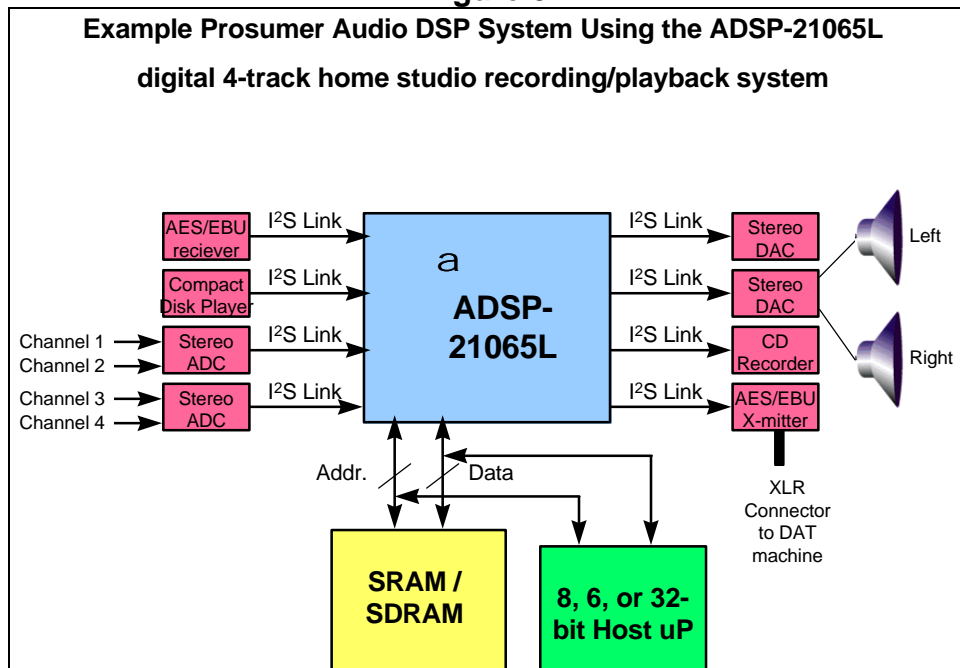 Example Prosumer Audio DSP System Using the ADSP-21065L
digital 4-track home studio recording/playback system
AES/EBU
reciever
I²S Link
Compact
Disk Player
I²S Link
Channel 1
Channel 2
Stereo
ADC
I²S Link
Channel 3
Channel 4
Stereo
ADC
I²S Link
a
ADSP-
21065L
I²S Link
Stereo
DAC
I²S Link
Stereo
DAC
I²S Link
CD
Recorder
I²S Link
AES/EBU
X-mitter
Left
Right
XLR
Connector
to DAT
machine
Addr.
Data
SRAM /
SDRAM
8, 6, or 32-
bit Host uP